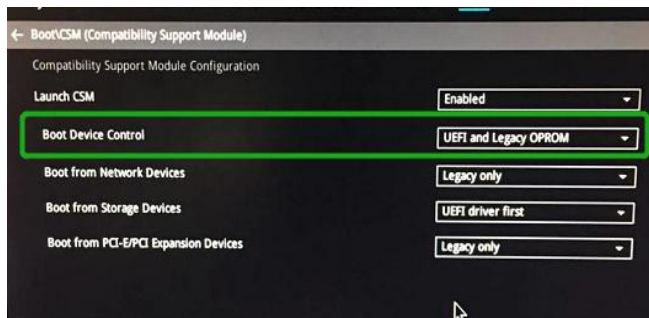 ← Boot\CSM (Compatibility Support Module)
Compatibility Support Module Configuration
Launch CSM Enabled
Boot Device Control UEFI and Legacy OPROM
Boot from Network Devices Legacy only
Boot from Storage Devices UEFI driver first
Boot from PCI-E/PCI Expansion Devices Legacy only